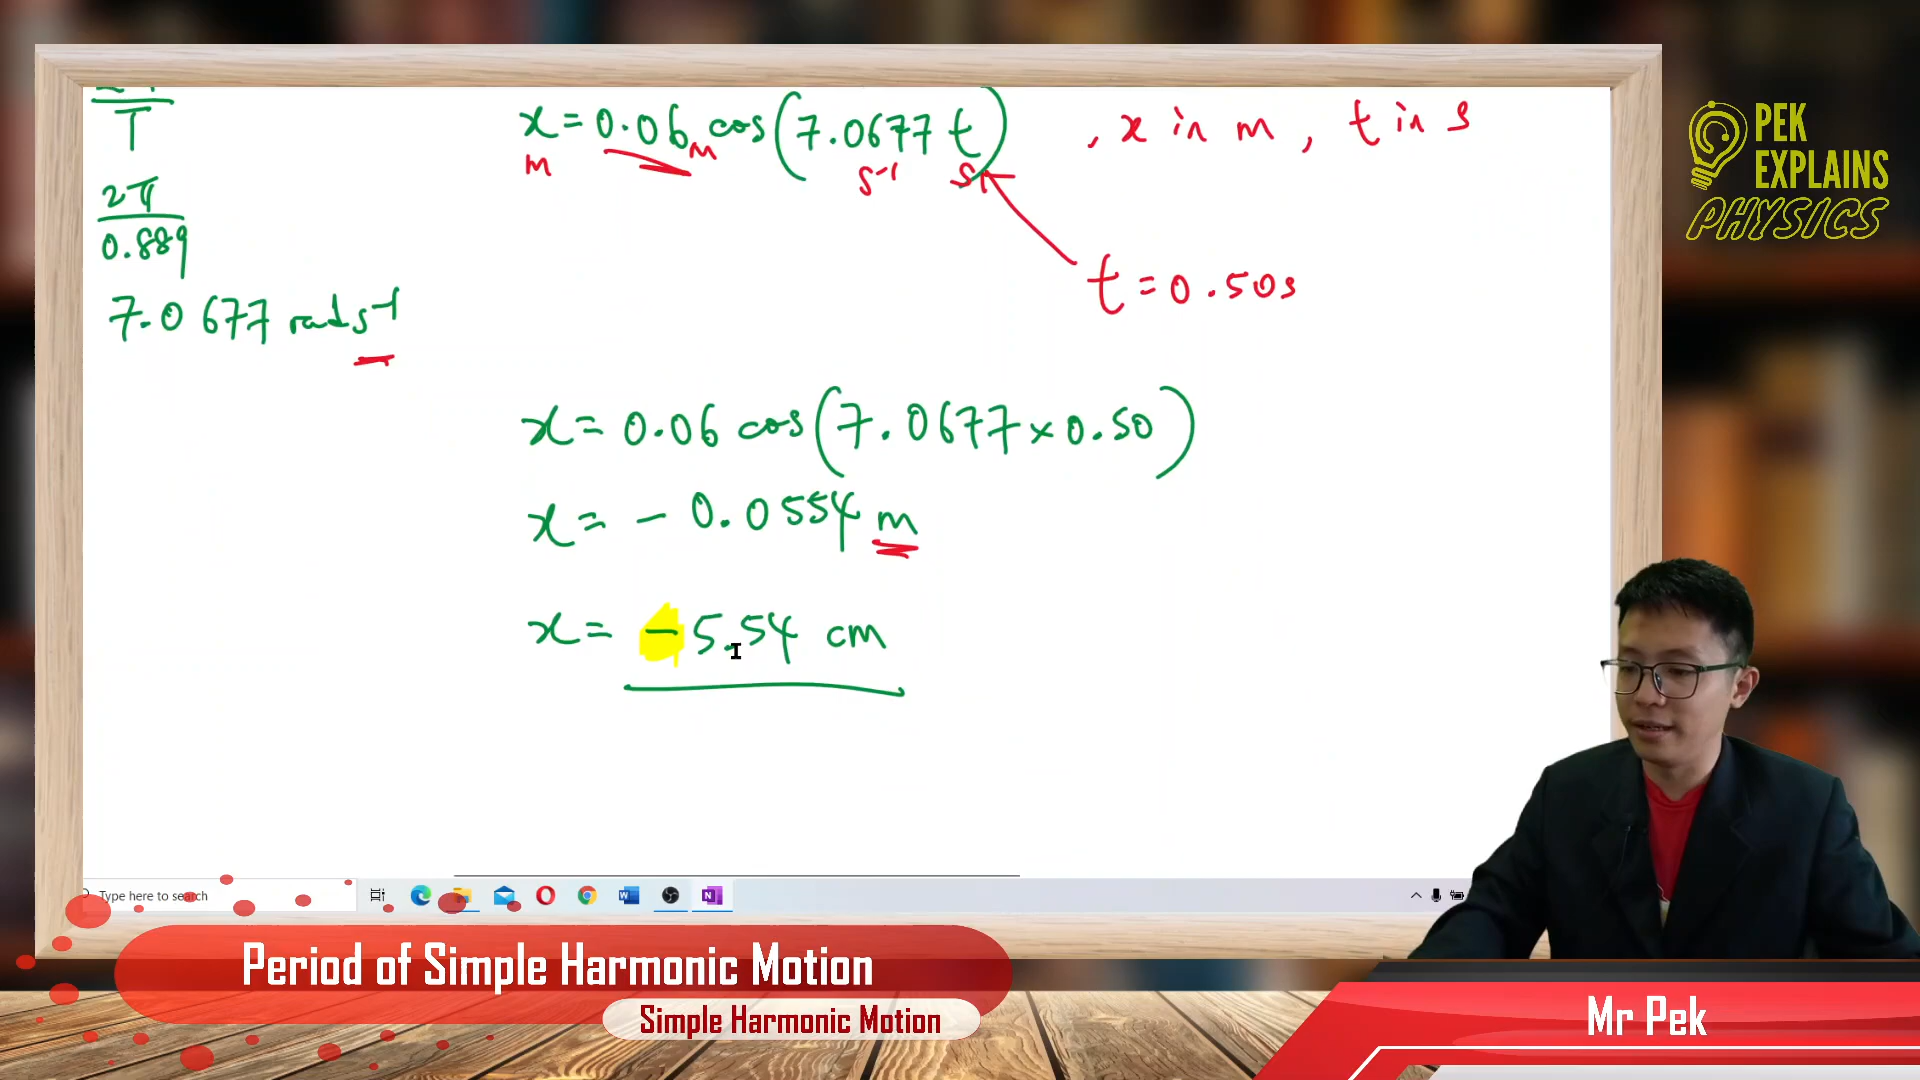 T
2π
0.889
7.0677 rad s⁻¹
x = 0.06 cos(7.0677 t) , x in m , t in s
m m s⁻¹ s
t = 0.50s
x = 0.06 cos(7.0677 × 0.50)
x = - 0.0554 m
x = - 5.54 cm
PEK
EXPLAINS
PHYSICS
Type here to search
Period of Simple Harmonic Motion
Simple Harmonic Motion
Mr Pek